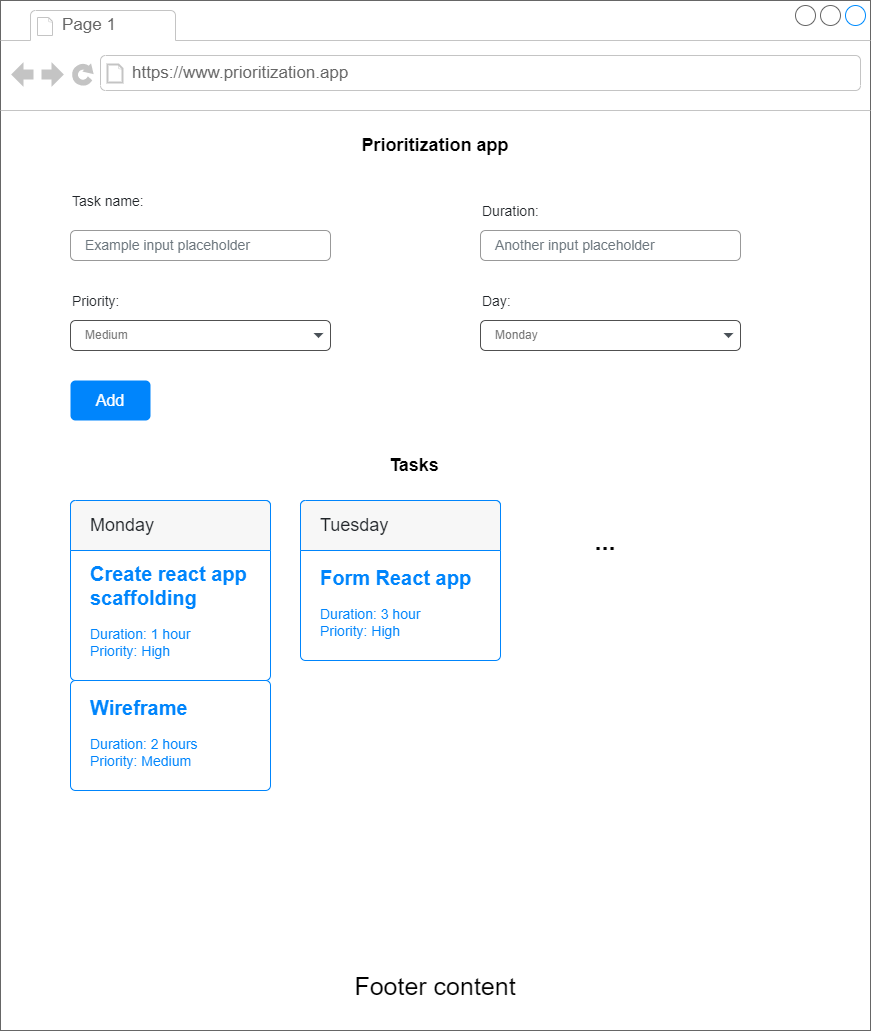 Page 1
https://www.prioritization.app
Prioritization app
Task name:
Duration:
Example input placeholder
Another input placeholder
Priority:
Day:
Medium
Monday
Add
Tasks
Monday
Create react app
scaffolding
Duration: 1 hour
Priority: High
Wireframe
Duration: 2 hours
Priority: Medium
Tuesday
Form React app
Duration: 3 hour
Priority: High
...
Footer content